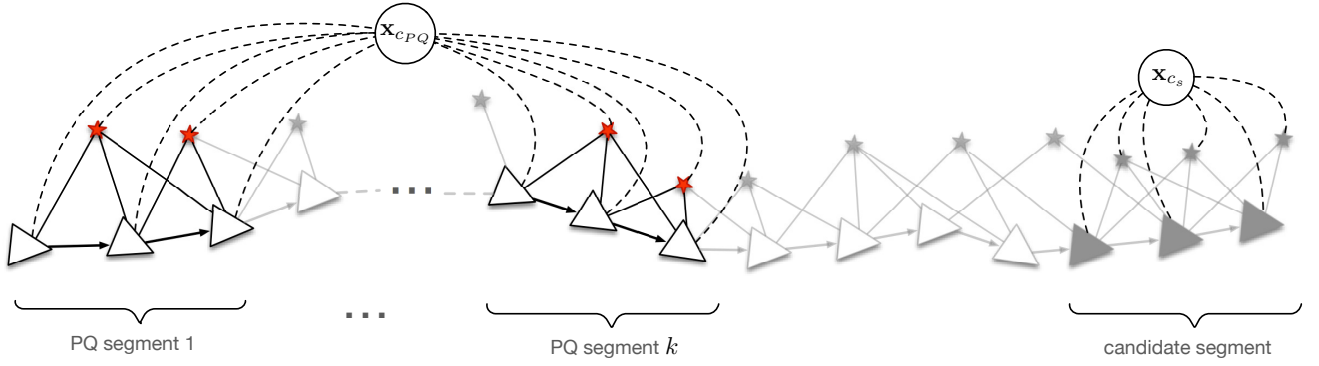 x_{c_{PQ}}
x_{c_s}
...
...
PQ segment 1
PQ segment k
candidate segment